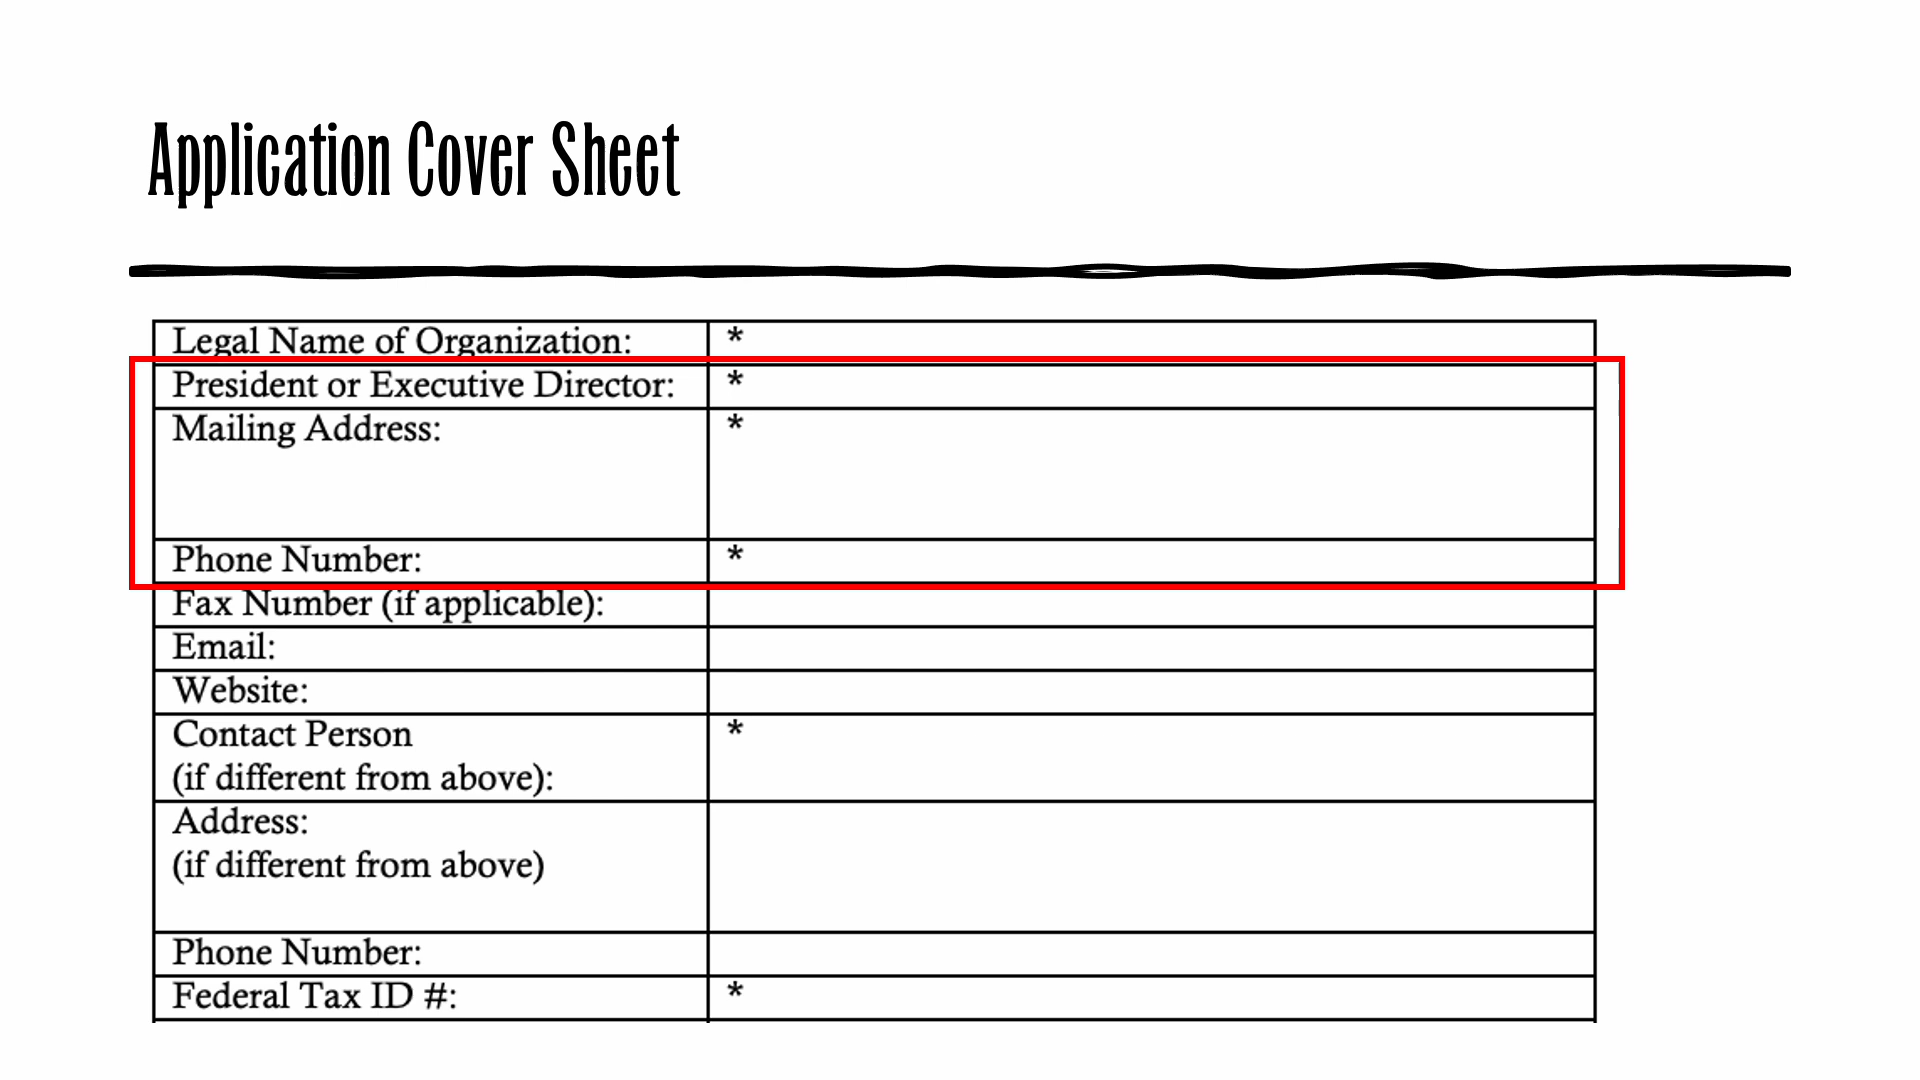 Application Cover Sheet
Legal Name of Organization: *
President or Executive Director: *
Mailing Address: *
Phone Number: *
Fax Number (if applicable):
Email:
Website:
Contact Person *
(if different from above):
Address:
(if different from above)
Phone Number:
Federal Tax ID #: *